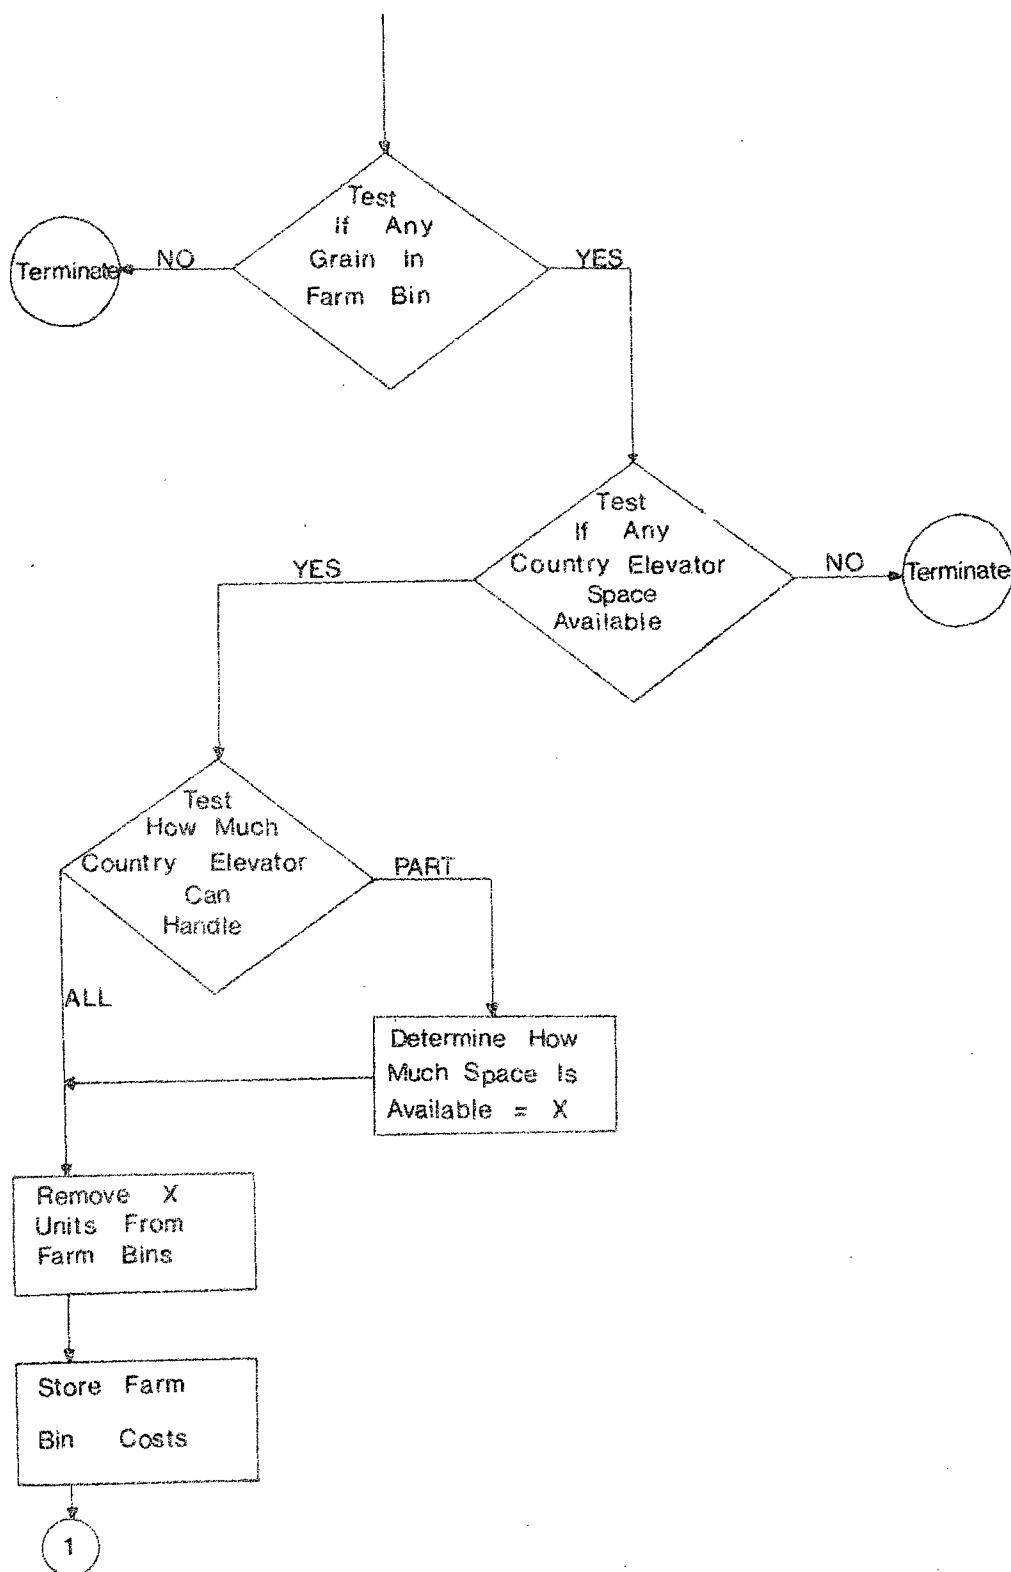 Test
If Any
Grain In
Farm Bin
NO
Terminate
YES
Test
If Any
Country Elevator
Space
Available
NO
Terminate
YES
Test
How Much
Country Elevator
Can
Handle
PART
ALL
Determine How
Much Space Is
Available = X
Remove X
Units From
Farm Bins
Store Farm
Bin Costs
1